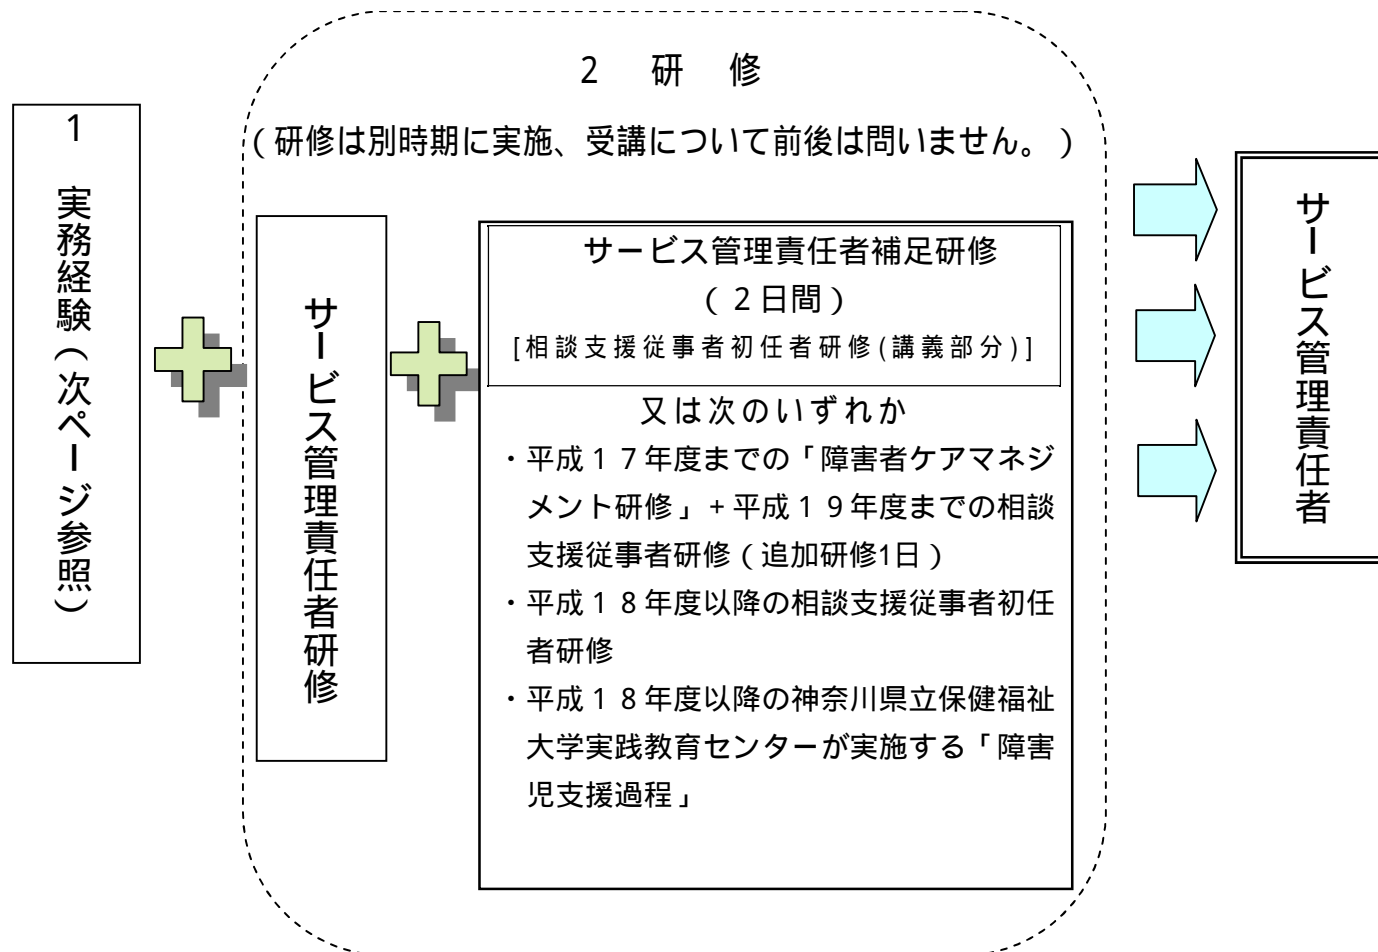 1 実務経験（次ページ参照）
2 研 修
（研修は別時期に実施、受講について前後は問いません。）
サービス管理責任者研修
サービス管理責任者補足研修
（２日間）
[相談支援従事者初任者研修(講義部分)]
又は次のいずれか
・平成１７年度までの「障害者ケアマネジ
メント研修」+平成１９年度までの相談
支援従事者研修（追加研修1日）
・平成１８年度以降の相談支援従事者初任
者研修
・平成１８年度以降の神奈川県立保健福祉
大学実践教育センターが実施する「障害
児支援過程」
サービス管理責任者